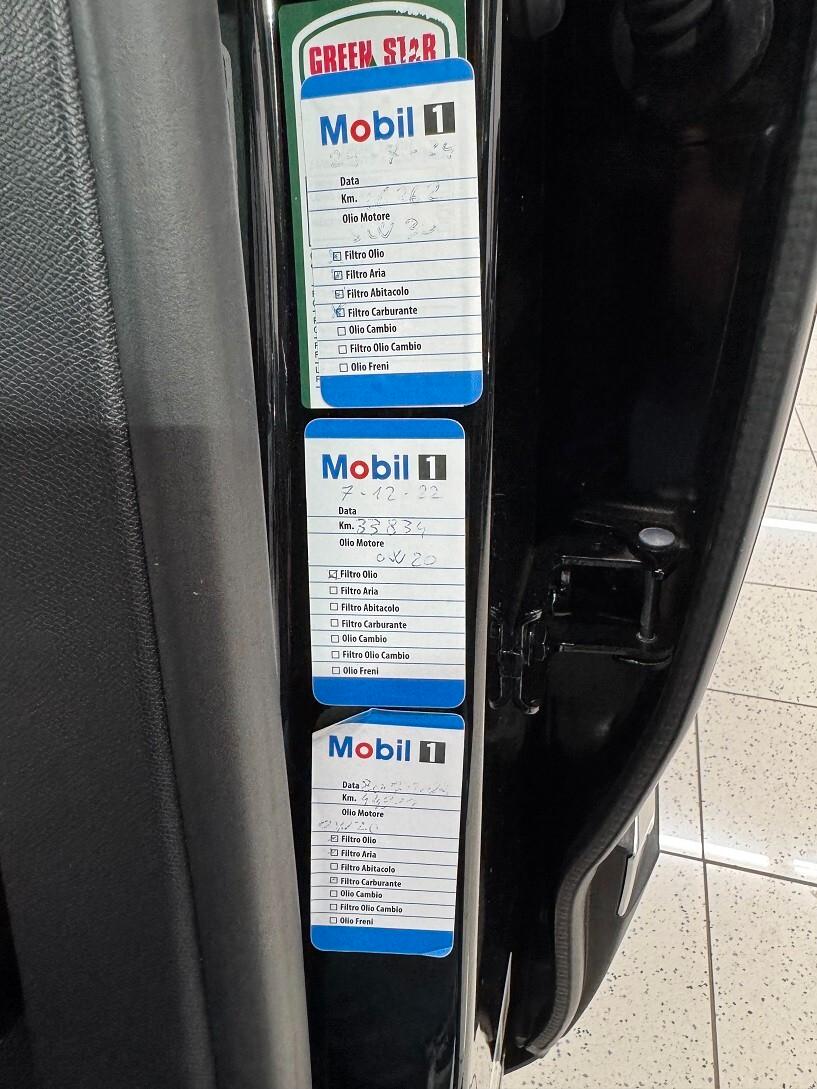 GREEN STAR
Mobil 1
Data
Km.
Olio Motore
Filtro Olio
Filtro Aria
Filtro Abitacolo
Filtro Carburante
Olio Cambio
Filtro Olio Cambio
Olio Freni
Mobil 1
7-12-22
Data
Km. 33834
Olio Motore
0W20
Filtro Olio
Filtro Aria
Filtro Abitacolo
Filtro Carburante
Olio Cambio
Filtro Olio Cambio
Olio Freni
Mobil 1
Data
Km.
Olio Motore
0W20
Filtro Olio
Filtro Aria
Filtro Abitacolo
Filtro Carburante
Olio Cambio
Filtro Olio Cambio
Olio Freni